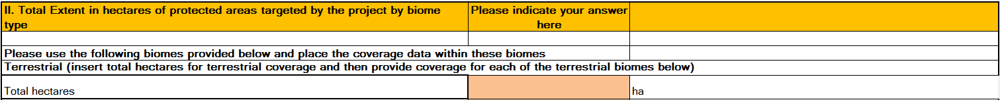 II. Total Extent in hectares of protected areas targeted by the project by biome
type
Please indicate your answer
here
Please use the following biomes provided below and place the coverage data within these biomes
Terrestrial (insert total hectares for terrestrial coverage and then provide coverage for each of the terrestrial biomes below)
Total hectares
ha